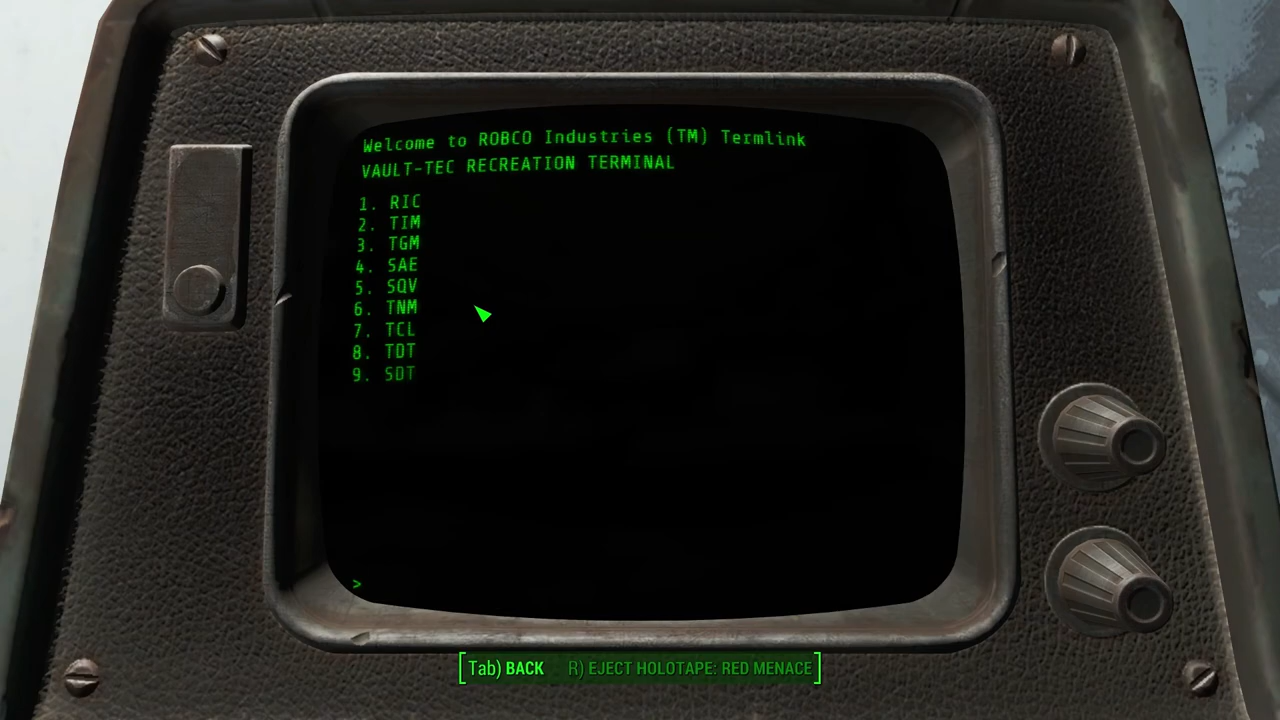 Welcome to ROBCO Industries (TM) Termlink
VAULT-TEC RECREATION TERMINAL
1. RIC
2. TIM
3. TGM
4. SAE
5. SQV
6. TNM
7. TCL
8. TDT
9. SDT
>
Tab) BACK R) EJECT HOLOTAPE: RED MENACE